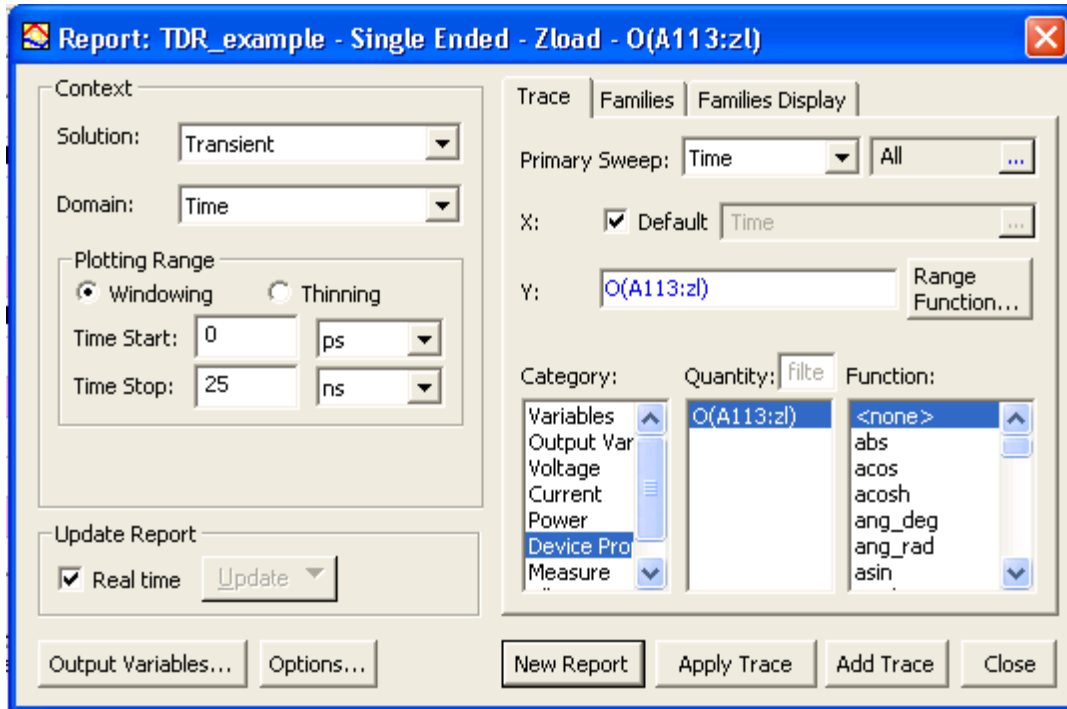 Report: TDR_example - Single Ended - Zload - O(A113:zl)
Context
Solution: Transient
Domain: Time
Plotting Range
Windowing Thinning
Time Start: 0 ps
Time Stop: 25 ns
Update Report
Real time Update
Output Variables... Options...
Trace Families Families Display
Primary Sweep: Time All ...
X: Default Time ...
Y: O(A113:zl) Range Function...
Category: Quantity: filte Function:
Variables
Output Var
Voltage
Current
Power
Device Pro
Measure
O(A113:zl)
<none>
abs
acos
acosh
ang_deg
ang_rad
asin
New Report Apply Trace Add Trace Close